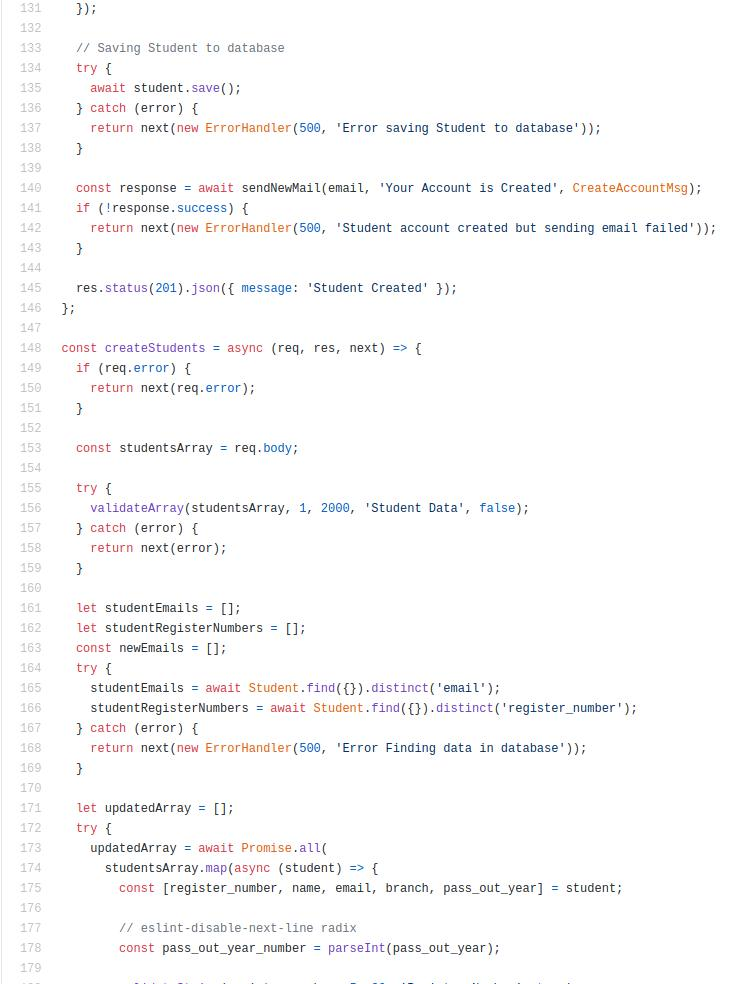 131 });
132
133 // Saving Student to database
134 try {
135 await student.save();
136 } catch (error) {
137 return next(new ErrorHandler(500, 'Error saving Student to database'));
138 }
139
140 const response = await sendNewMail(email, 'Your Account is Created', CreateAccountMsg);
141 if (!response.success) {
142 return next(new ErrorHandler(500, 'Student account created but sending email failed'));
143 }
144
145 res.status(201).json({ message: 'Student Created' });
146 };
147
148 const createStudents = async (req, res, next) => {
149 if (req.error) {
150 return next(req.error);
151 }
152
153 const studentsArray = req.body;
154
155 try {
156 validateArray(studentsArray, 1, 2000, 'Student Data', false);
157 } catch (error) {
158 return next(error);
159 }
160
161 let studentEmails = [];
162 let studentRegisterNumbers = [];
163 const newEmails = [];
164 try {
165 studentEmails = await Student.find({}).distinct('email');
166 studentRegisterNumbers = await Student.find({}).distinct('register_number');
167 } catch (error) {
168 return next(new ErrorHandler(500, 'Error Finding data in database'));
169 }
170
171 let updatedArray = [];
172 try {
173 updatedArray = await Promise.all(
174 studentsArray.map(async (student) => {
175 const [register_number, name, email, branch, pass_out_year] = student;
176
177 // eslint-disable-next-line radix
178 const pass_out_year_number = parseInt(pass_out_year);
179